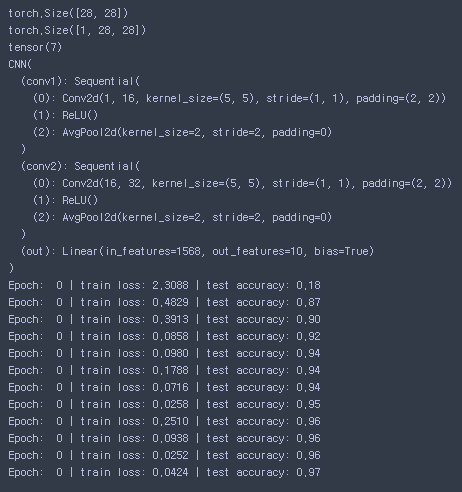 torch.Size([28, 28])
torch.Size([1, 28, 28])
tensor(7)
CNN(
  (conv1): Sequential(
    (0): Conv2d(1, 16, kernel_size=(5, 5), stride=(1, 1), padding=(2, 2))
    (1): ReLU()
    (2): AvgPool2d(kernel_size=2, stride=2, padding=0)
  )
  (conv2): Sequential(
    (0): Conv2d(16, 32, kernel_size=(5, 5), stride=(1, 1), padding=(2, 2))
    (1): ReLU()
    (2): AvgPool2d(kernel_size=2, stride=2, padding=0)
  )
  (out): Linear(in_features=1568, out_features=10, bias=True)
)
Epoch:  0 | train loss: 2.3088 | test accuracy: 0.18
Epoch:  0 | train loss: 0.4829 | test accuracy: 0.87
Epoch:  0 | train loss: 0.3913 | test accuracy: 0.90
Epoch:  0 | train loss: 0.0858 | test accuracy: 0.92
Epoch:  0 | train loss: 0.0980 | test accuracy: 0.94
Epoch:  0 | train loss: 0.1788 | test accuracy: 0.94
Epoch:  0 | train loss: 0.0716 | test accuracy: 0.94
Epoch:  0 | train loss: 0.0258 | test accuracy: 0.95
Epoch:  0 | train loss: 0.2510 | test accuracy: 0.96
Epoch:  0 | train loss: 0.0938 | test accuracy: 0.96
Epoch:  0 | train loss: 0.0252 | test accuracy: 0.96
Epoch:  0 | train loss: 0.0424 | test accuracy: 0.97